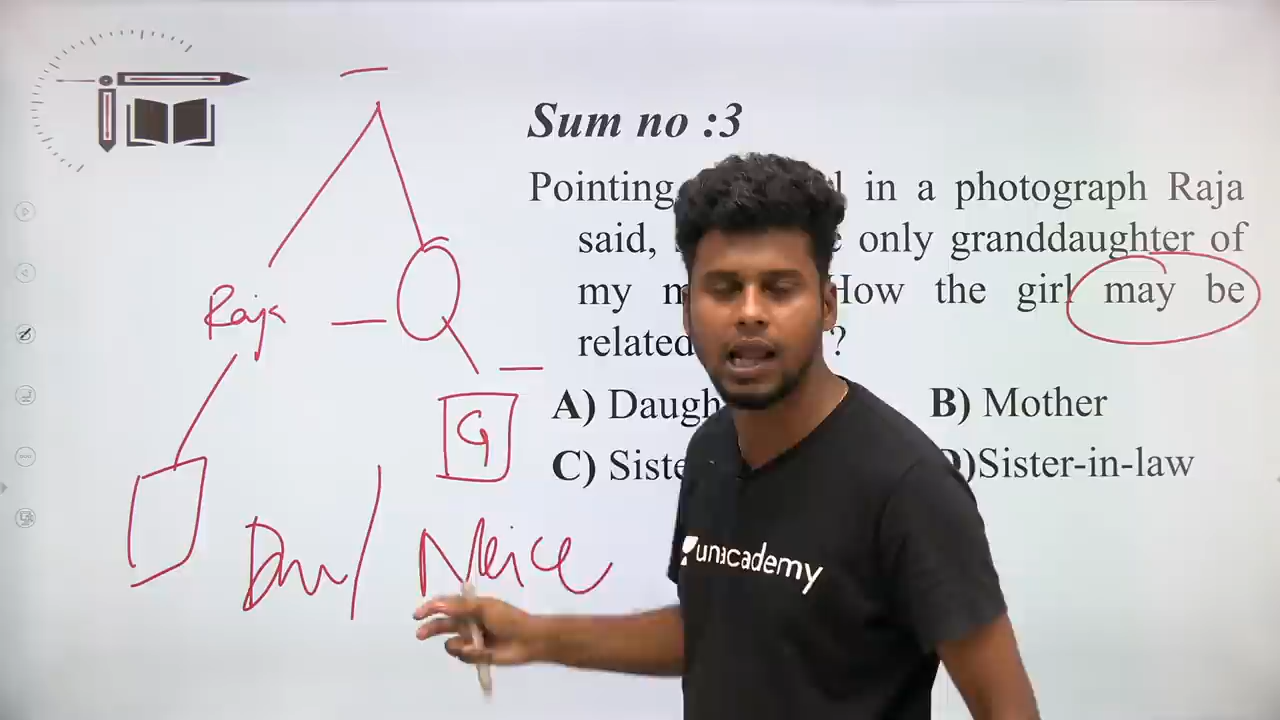 Sum no :3
Pointing in a photograph Raja
said, only granddaughter of
my How the girl may be
related ?
A) Daugh B) Mother
C) Siste )Sister-in-law
Raja
G
Dau/ Neice
unacademy